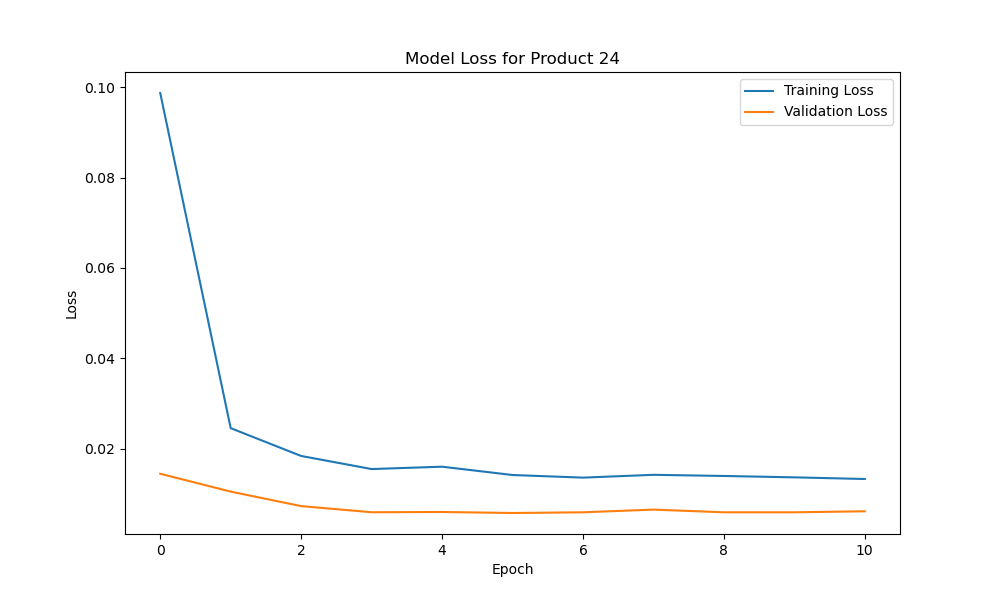 Model Loss for Product 24
Training Loss
Validation Loss
0.10
0.08
0.06
0.04
0.02
Loss
0 2 4 6 8 10
Epoch